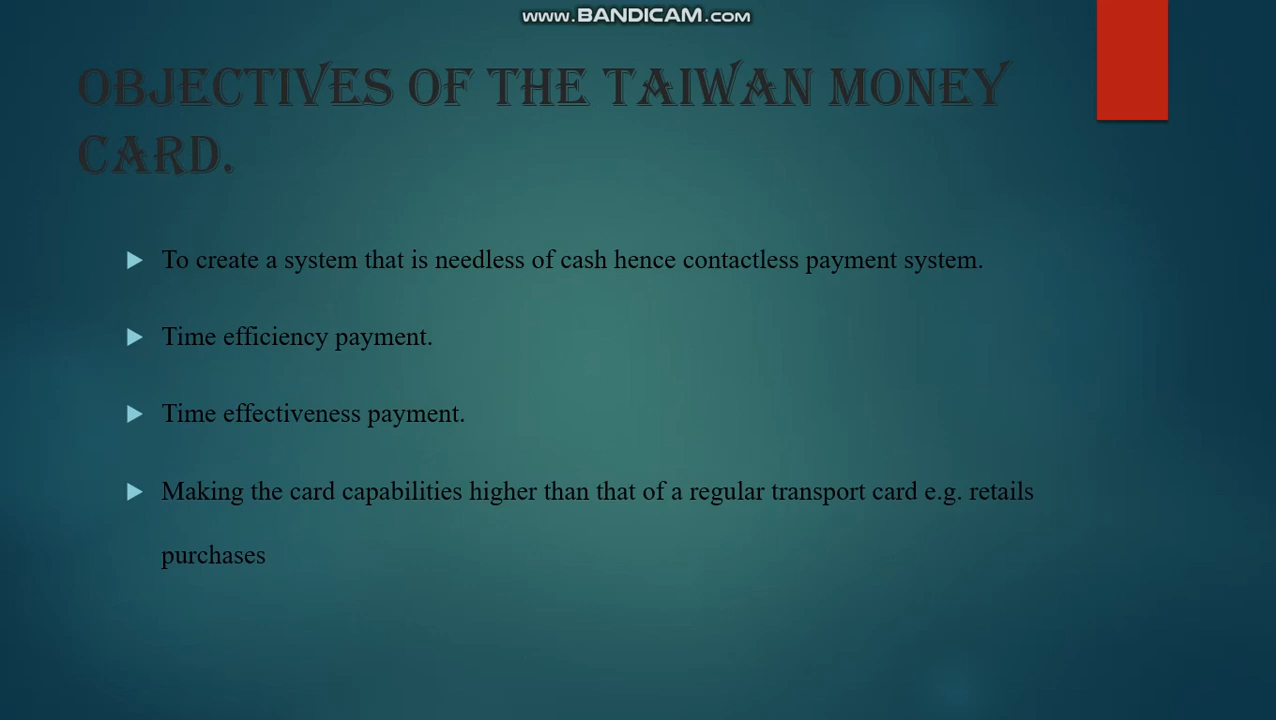 www.BANDICAM.com
OBJECTIVES OF THE TAIWAN MONEY
CARD.
To create a system that is needless of cash hence contactless payment system.
Time efficiency payment.
Time effectiveness payment.
Making the card capabilities higher than that of a regular transport card e.g. retails
purchases